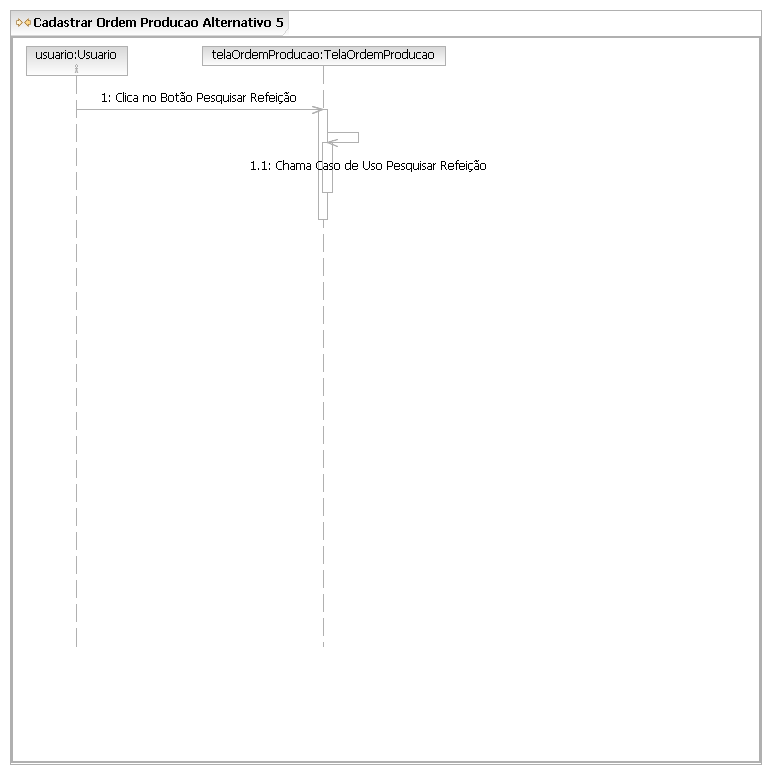 Cadastrar Ordem Producao Alternativo 5
usuario:Usuario
telaOrdemProducao:TelaOrdemProducao
1: Clica no Botão Pesquisar Refeição
1.1: Chama Caso de Uso Pesquisar Refeição